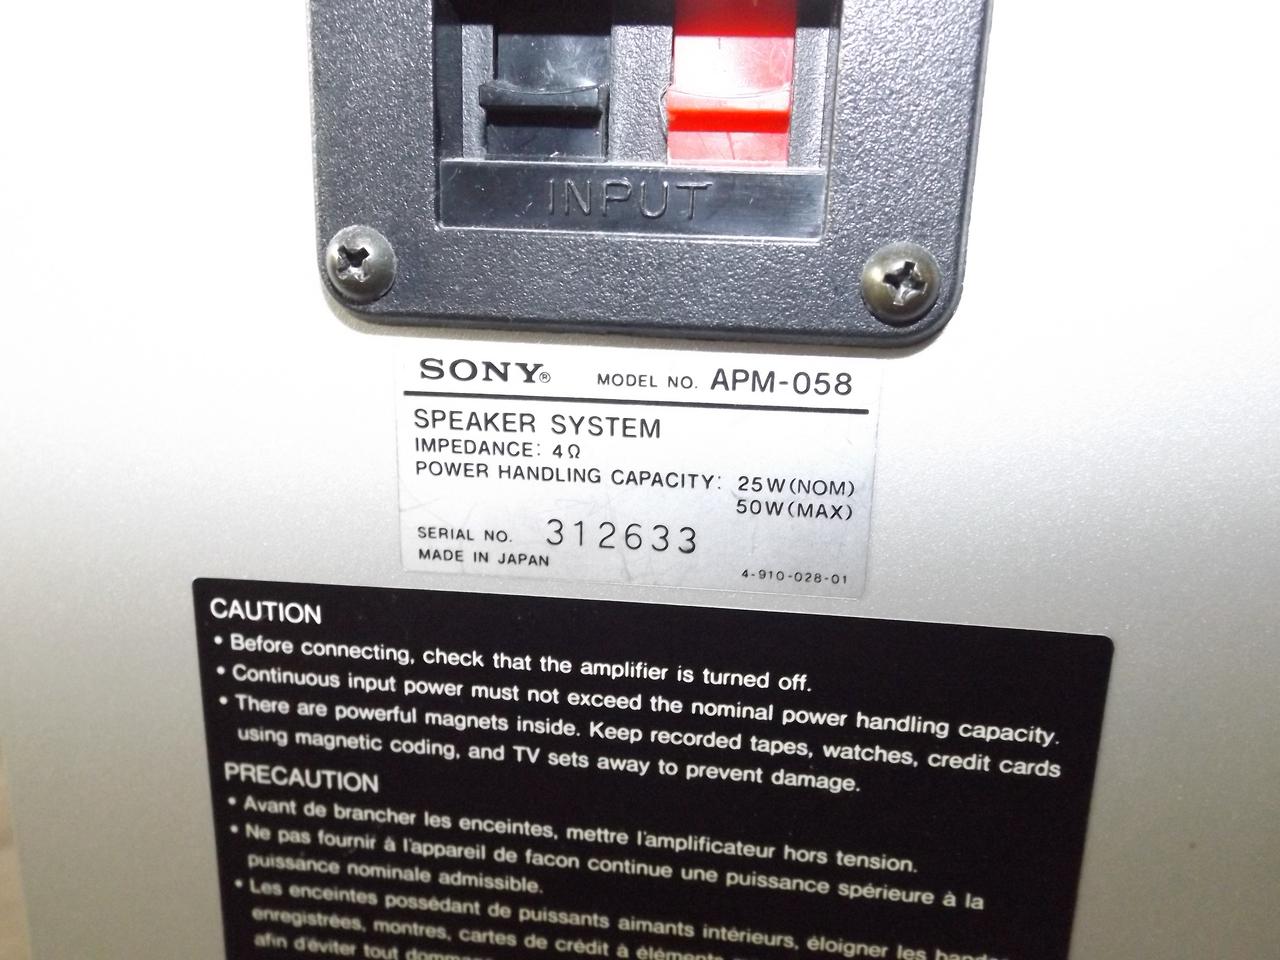 INPUT
SONY® MODEL NO. APM-058
SPEAKER SYSTEM
IMPEDANCE: 4Ω
POWER HANDLING CAPACITY: 25W(NOM)
50W(MAX)
SERIAL NO. 312633
MADE IN JAPAN
4-910-028-01
CAUTION
• Before connecting, check that the amplifier is turned off.
• Continuous input power must not exceed the nominal power handling capacity.
• There are powerful magnets inside. Keep recorded tapes, watches, credit cards
using magnetic coding, and TV sets away to prevent damage.
PRECAUTION
• Avant de brancher les enceintes, mettre l'amplificateur hors tension.
• Ne pas fournir à l'appareil de facon continue une puissance spérieure à la
puissance nominale admissible.
• Les enceintes possédant de puissants aimants intérieurs, éloigner les
enregistrées, montres, cartes de crédit à
afin d'éviter tout